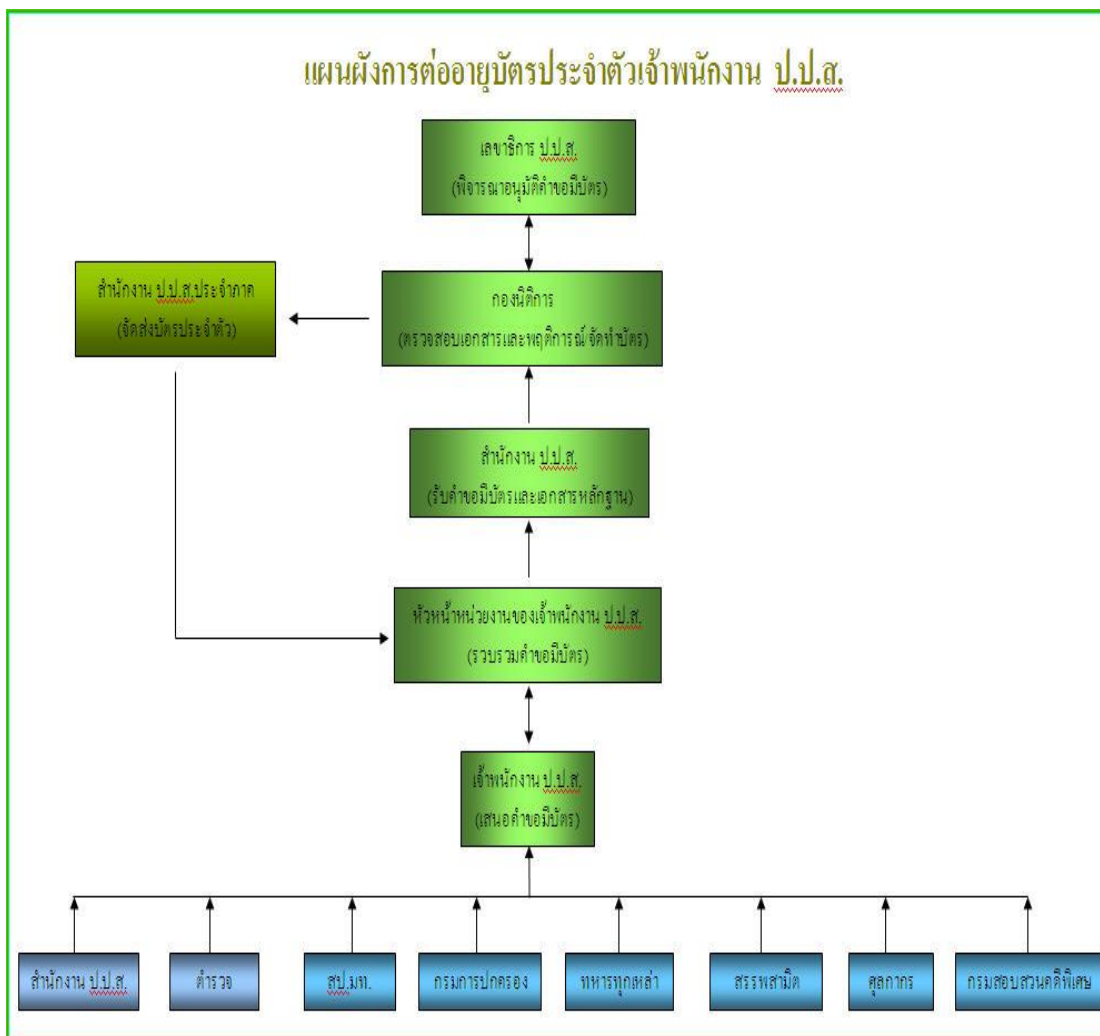 แผนผังการต่ออายุบัตรประจำตัวเจ้าพนักงาน ป.ป.ส.
เลขาธิการ ป.ป.ส.
(พิจารณาอนุมัติคำขอมีบัตร)
สำนักงาน ป.ป.ส.ประจำภาค
(จัดส่งบัตรประจำตัว)
กองนิติการ
(ตรวจสอบเอกสารและพฤติการณ์/จัดทำบัตร)
สำนักงาน ป.ป.ส.
(รับคำขอมีบัตรและเอกสารหลักฐาน)
หัวหน้าหน่วยงานของเจ้าพนักงาน ป.ป.ส.
(รวบรวมคำขอมีบัตร)
เจ้าพนักงาน ป.ป.ส.
(เสนอคำขอมีบัตร)
สำนักงาน ป.ป.ส.
ตำรวจ
สป.มท.
กรมการปกครอง
ทหารทุกเหล่า
สรรพสามิต
ศุลกากร
กรมสอบสวนคดีพิเศษ